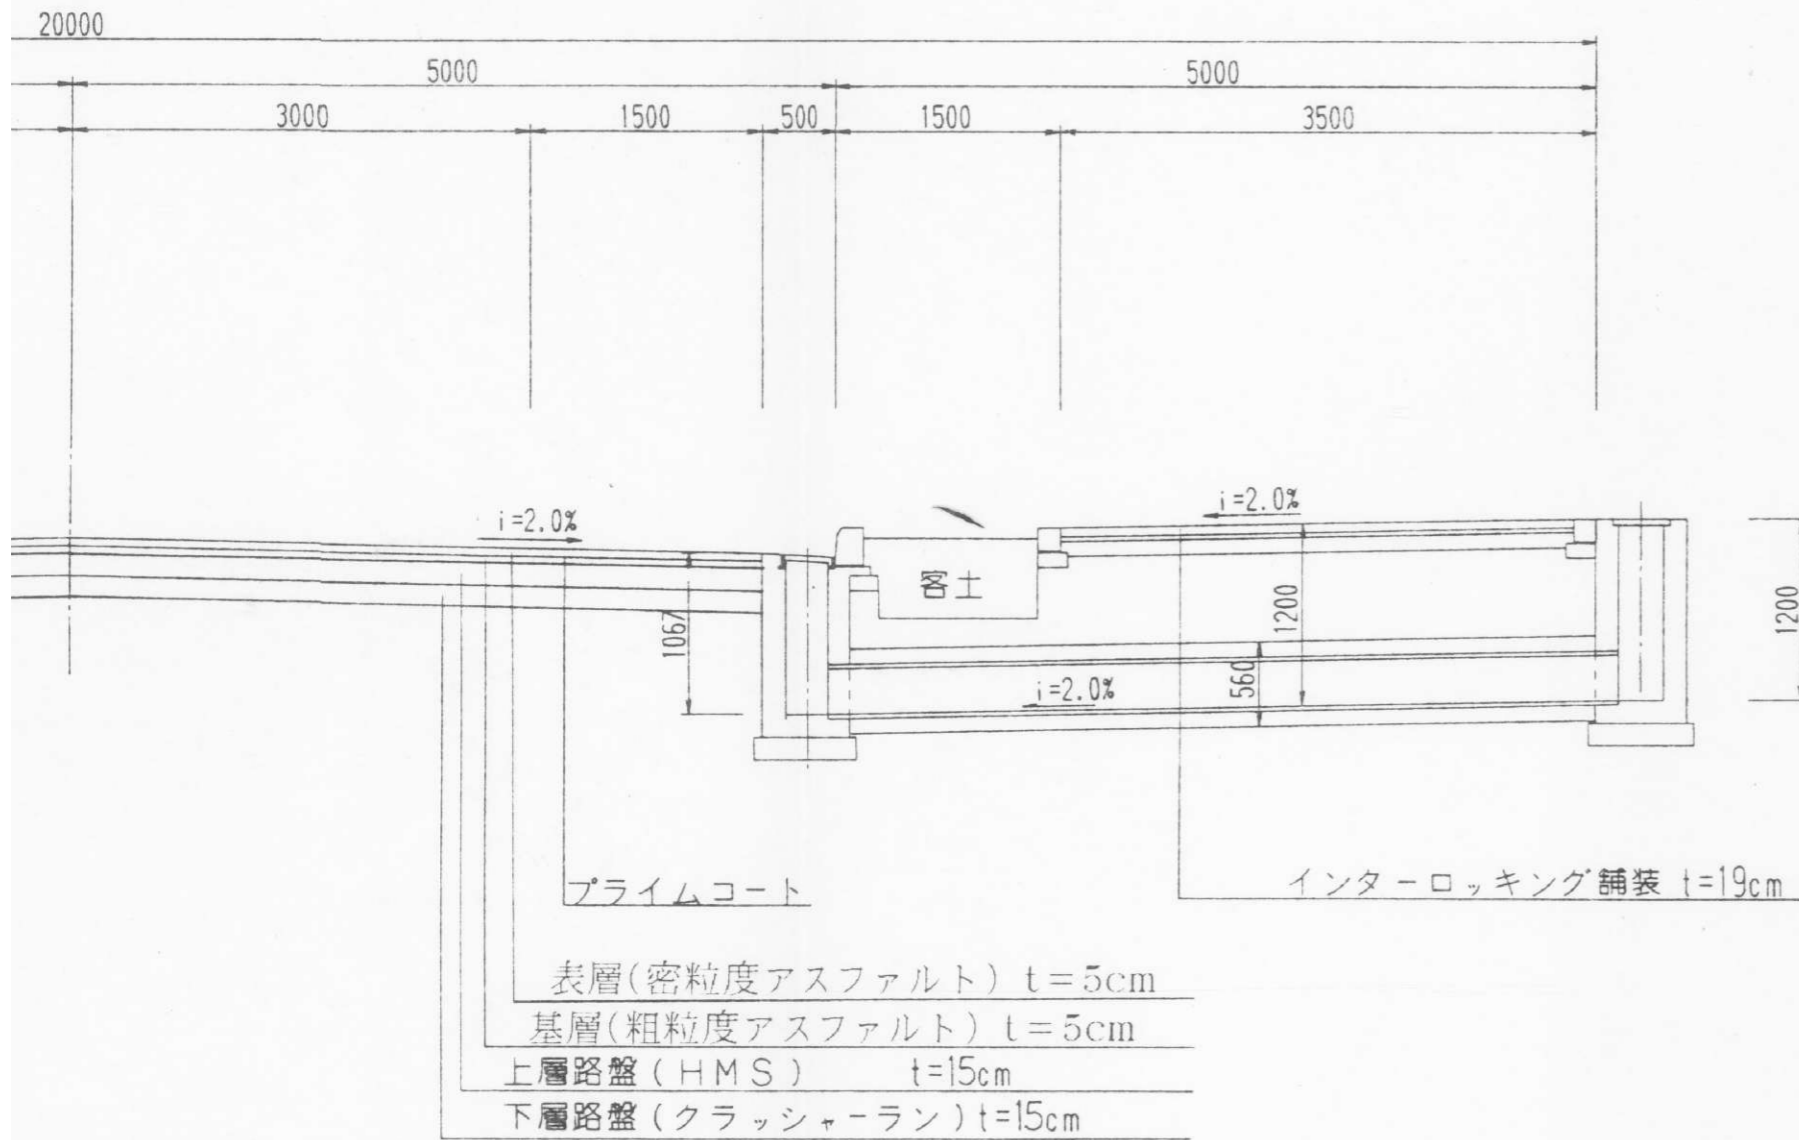 20000
5000 5000
3000 1500 500 1500 3500
i=2.0% i=2.0%
客土
1067 1200 1200
560
i=2.0%
プライムコート
インターロッキング舗装 t=19cm
表層(密粒度アスファルト) t=5cm
基層(粗粒度アスファルト) t=5cm
上層路盤(HMS) t=15cm
下層路盤(クラッシャーラン)t=15cm